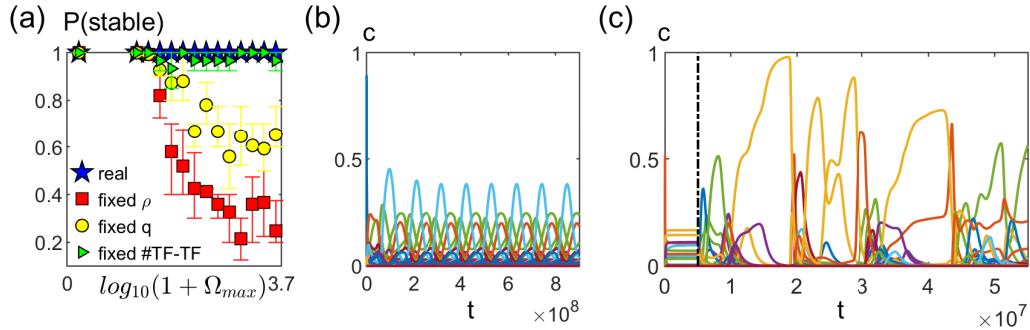 (a) P(stable)
1
0.8
0.6
0.4
0.2
real
fixed ρ
fixed q
fixed #TF-TF
0 log10(1 + Ωmax) 3.7
(b) c
1
0.5
0
0 2 4 6 8
t ×10^8
(c) c
1
0.5
0
0 1 2 3 4 5
t ×10^7